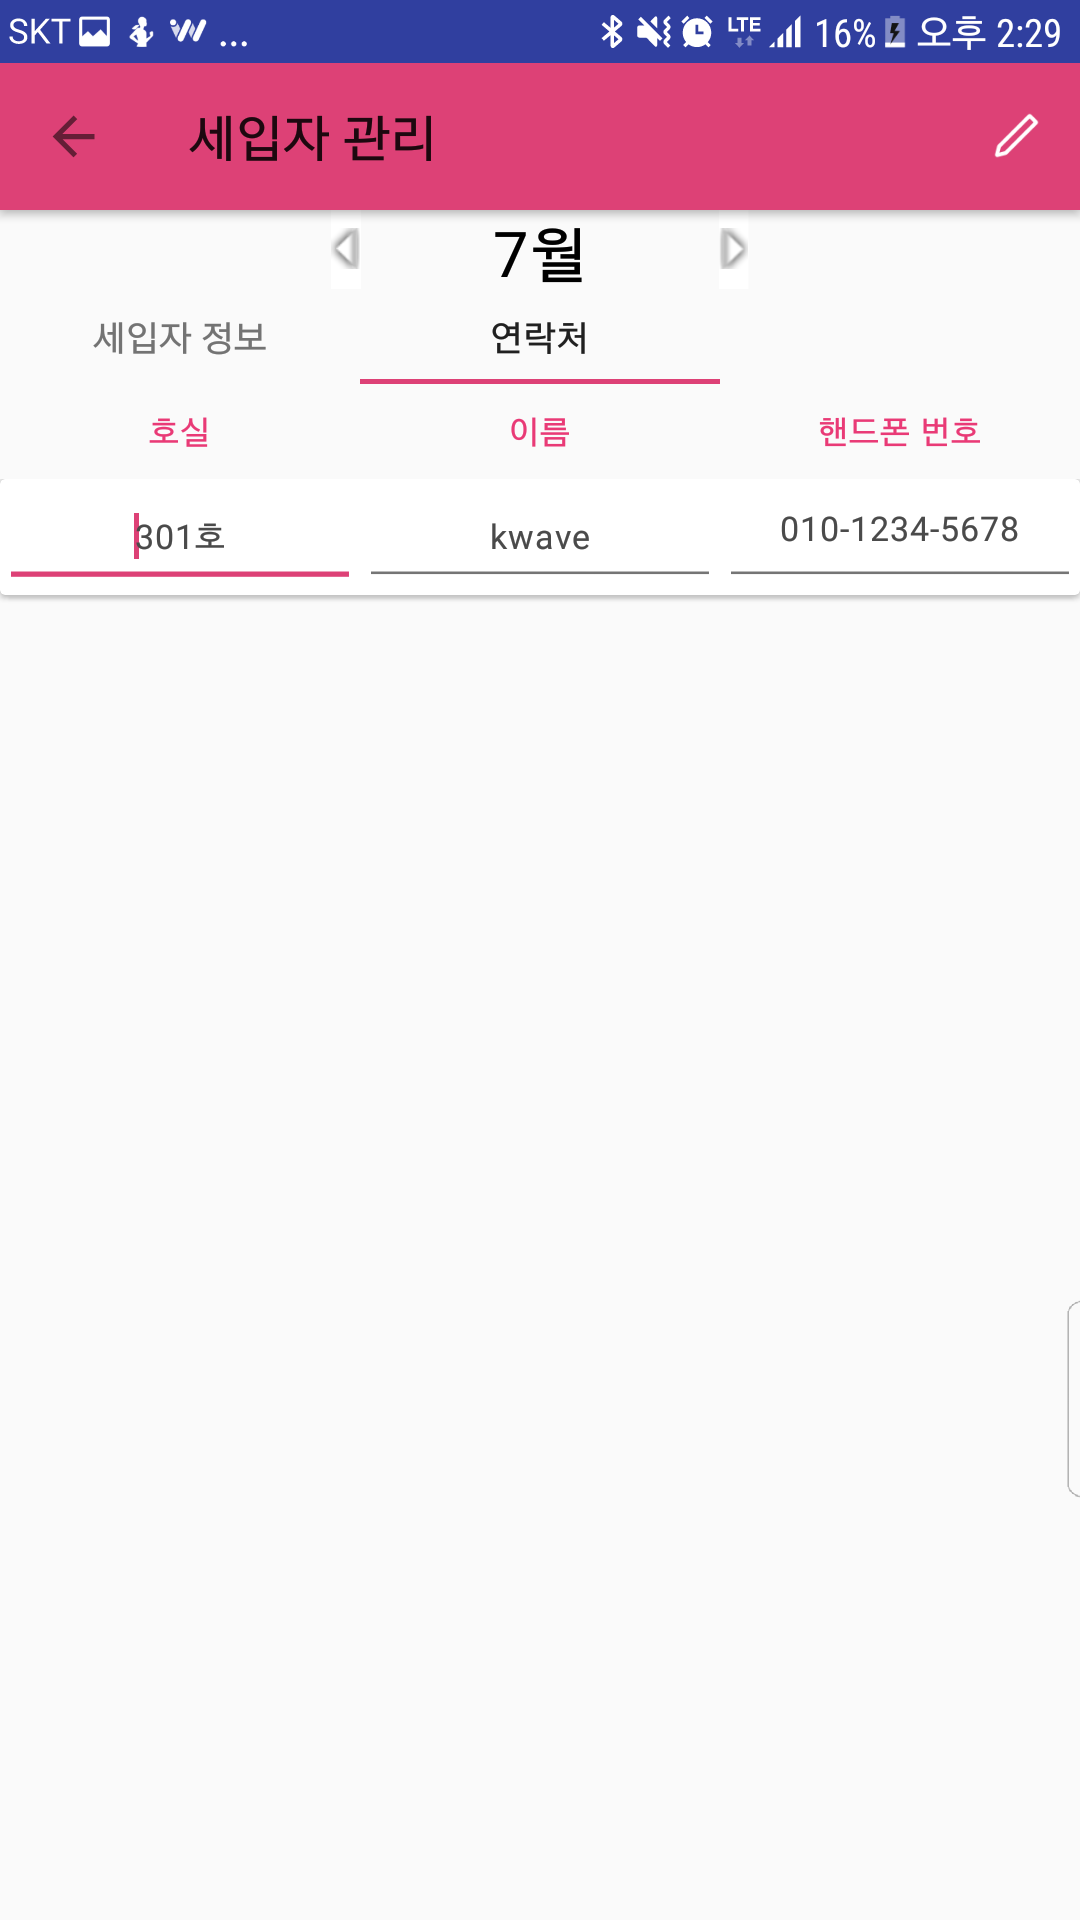 SKT ... LTE 16% 오후 2:29
세입자 관리
7월
세입자 정보 연락처
호실 이름 핸드폰 번호
301호 kwave 010-1234-5678